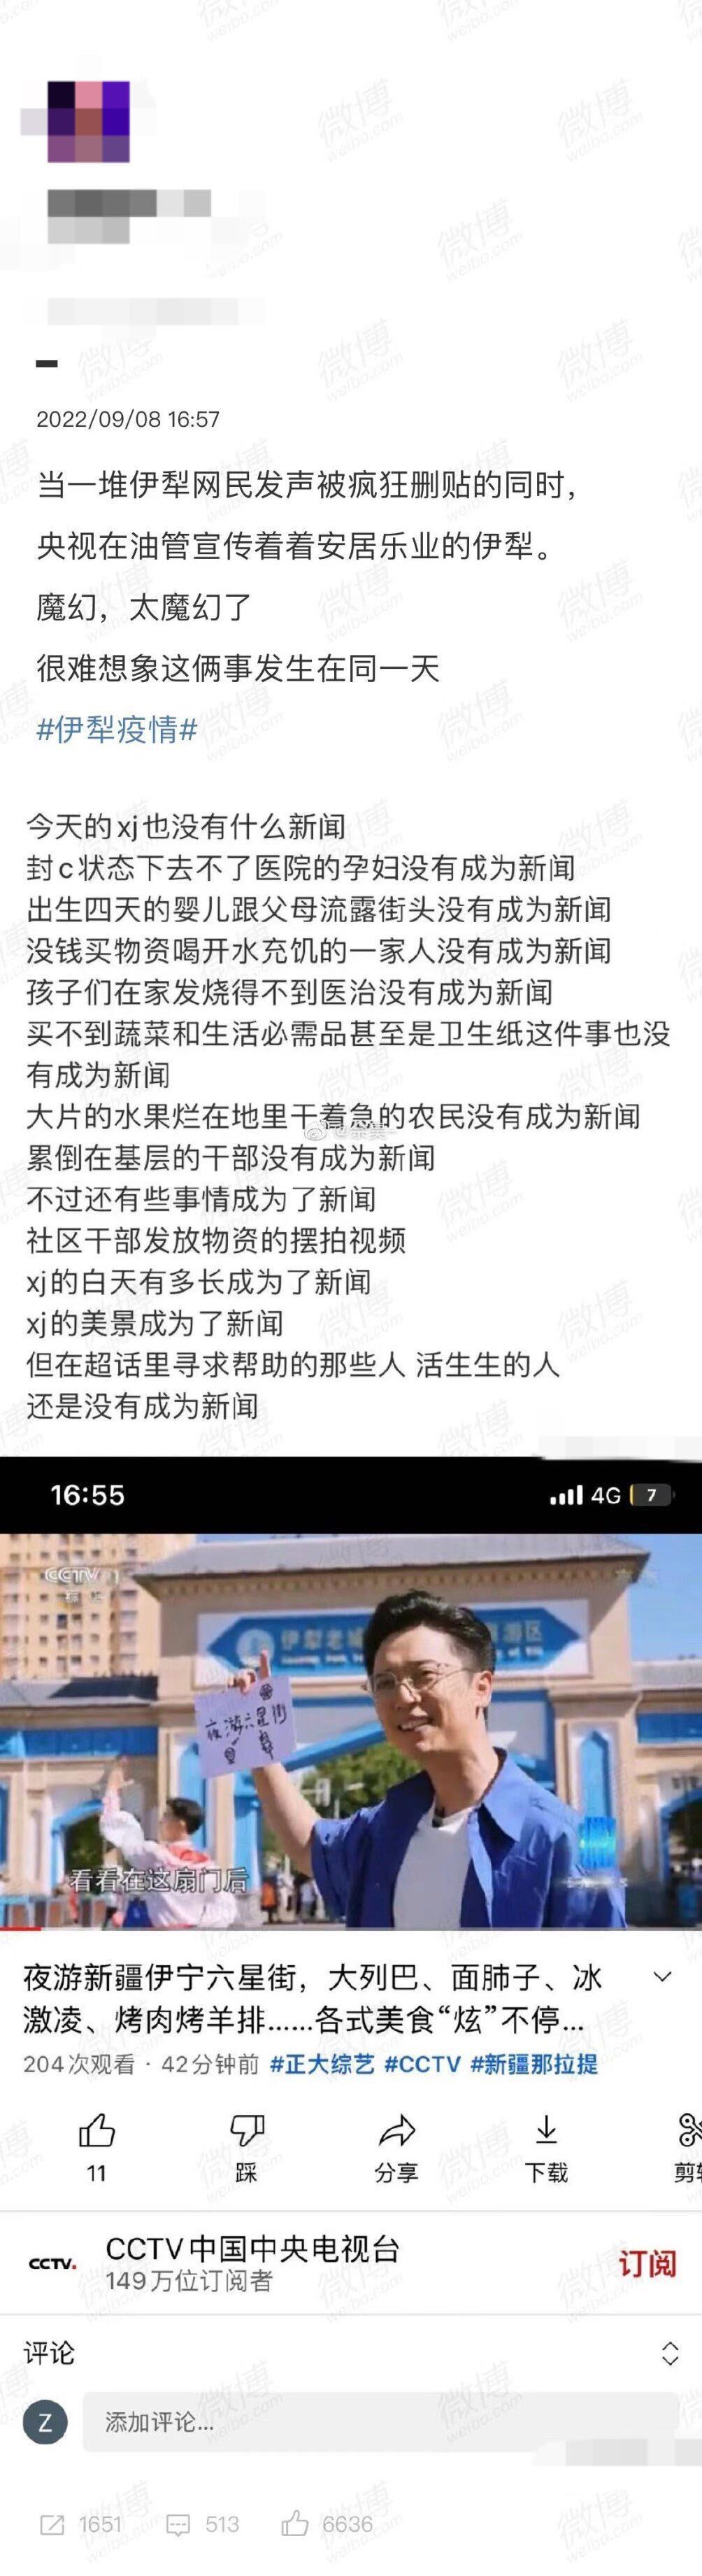 2022/09/08 16:57
当一堆伊犁网民发声被疯狂删贴的同时，
央视在油管宣传着着安居乐业的伊犁。
魔幻，太魔幻了
很难想象这俩事发生在同一天
#伊犁疫情#
今天的xj也没有什么新闻
封c状态下去不了医院的孕妇没有成为新闻
出生四天的婴儿跟父母流露街头没有成为新闻
没钱买物资喝开水充饥的一家人没有成为新闻
孩子们在家发烧得不到医治没有成为新闻
买不到蔬菜和生活必需品甚至是卫生纸这件事也没
有成为新闻
大片的水果烂在地里干着急的农民没有成为新闻
累倒在基层的干部没有成为新闻
不过还有些事情成为了新闻
社区干部发放物资的摆拍视频
xj的白天有多长成为了新闻
xj的美景成为了新闻
但在超话里寻求帮助的那些人 活生生的人
还是没有成为新闻
16:55
4G 7
CCTV 1
综合
伊犁老城
游区
夜游六星街
看看在这扇门后
夜游新疆伊宁六星街，大列巴、面肺子、冰
激凌、烤肉烤羊排……各式美食“炫”不停...
204次观看 · 42分钟前 #正大综艺 #CCTV #新疆那拉提
11 踩 分享 下载
CCTV. CCTV中国中央电视台
149万位订阅者
订阅
评论
Z 添加评论...
1651 513 6636
微博
weibo.com